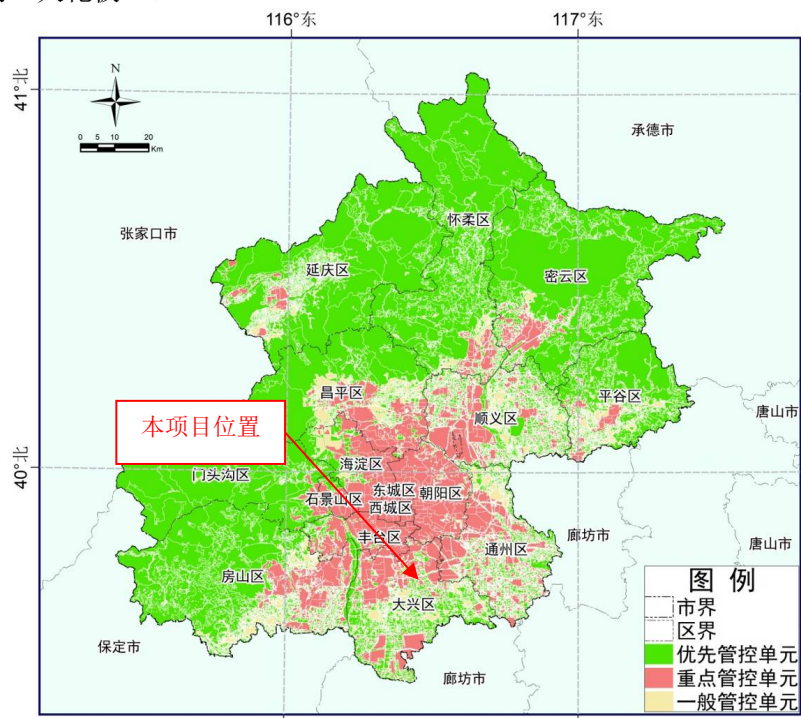 116°东
117°东
41°北
N
0 5 10 20
Km
承德市
张家口市
怀柔区
延庆区
密云区
昌平区
平谷区
顺义区
唐山市
本项目位置
40°北
海淀区
门头沟区
东城区
朝阳区
石景山区
西城区
丰台区
通州区
廊坊市
唐山市
房山区
大兴区
保定市
廊坊市
图 例
市界
区界
优先管控单元
重点管控单元
一般管控单元